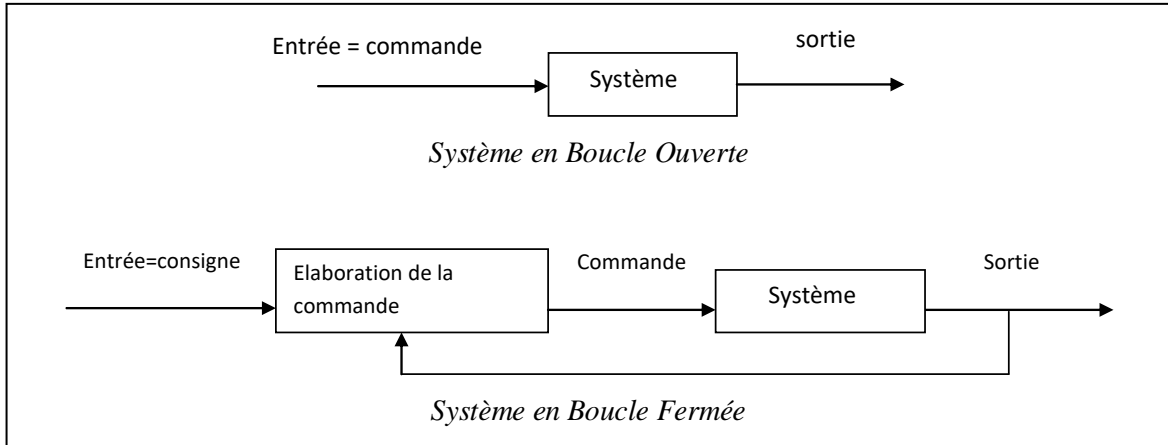 Entrée = commande
sortie
Système
Système en Boucle Ouverte
Entrée=consigne
Elaboration de la
commande
Commande
Système
Sortie
Système en Boucle Fermée